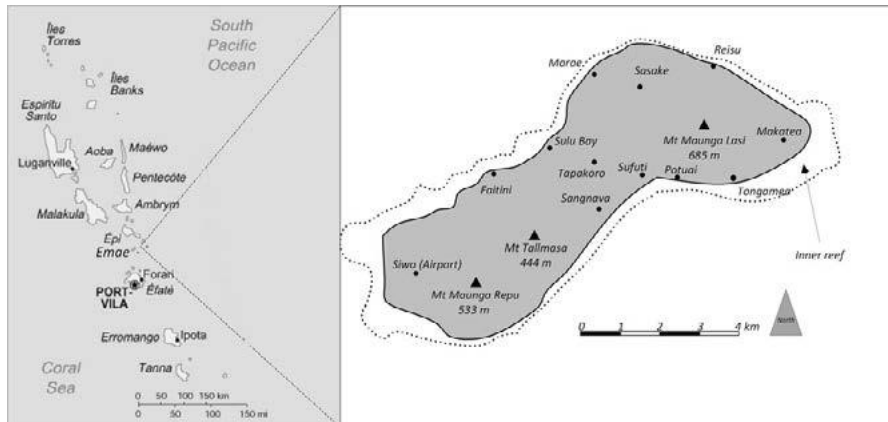 Îles
Torres
South
Pacific
Ocean
Îles
Banks
Espiritu
Santo
Luganville
Aoba
Maéwo
Pentecôte
Malakula
Ambrym
Épi
Emae
Forari
PORT-
VILA
Éfaté
Erromango
Ipota
Tanna
Coral
Sea
0 50 100 km
0 50 100 150 mi
Moroe
Sasake
Reisu
Mt Maunga Lasi
685 m
Makatea
Sulu Bay
Tapakoro
Sufuti
Potuai
Tongamea
Faitini
Sangnava
Mt Tallmasa
444 m
Siwo (Airport)
Mt Maunga Repu
533 m
Inner reef
0 1 2 3 4 km
North